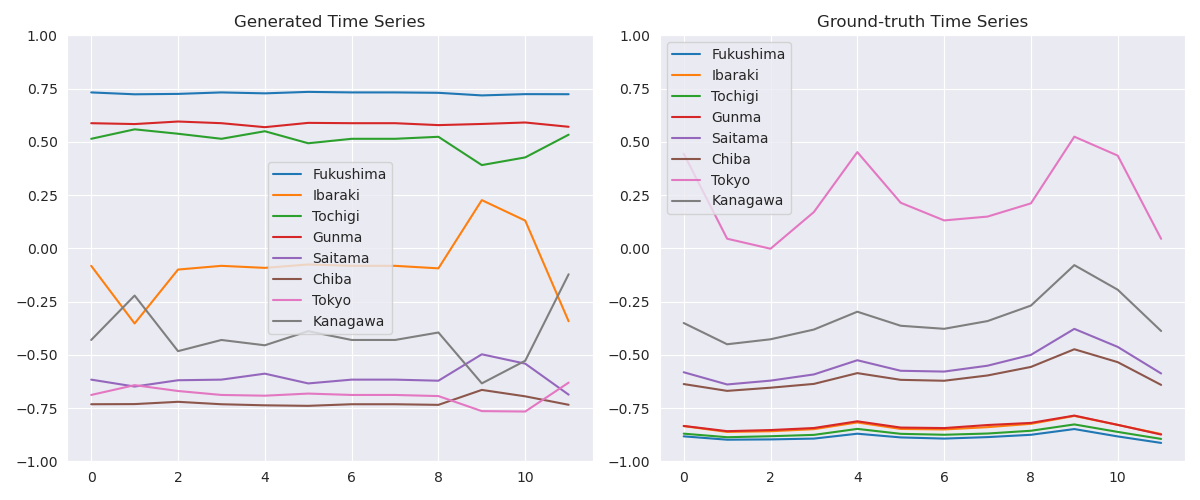 Generated Time Series
1.00
0.75
0.50
0.25
0.00
−0.25
−0.50
−0.75
−1.00
0 2 4 6 8 10
Fukushima
Ibaraki
Tochigi
Gunma
Saitama
Chiba
Tokyo
Kanagawa
Ground-truth Time Series
1.00
0.75
0.50
0.25
0.00
−0.25
−0.50
−0.75
−1.00
0 2 4 6 8 10
Fukushima
Ibaraki
Tochigi
Gunma
Saitama
Chiba
Tokyo
Kanagawa